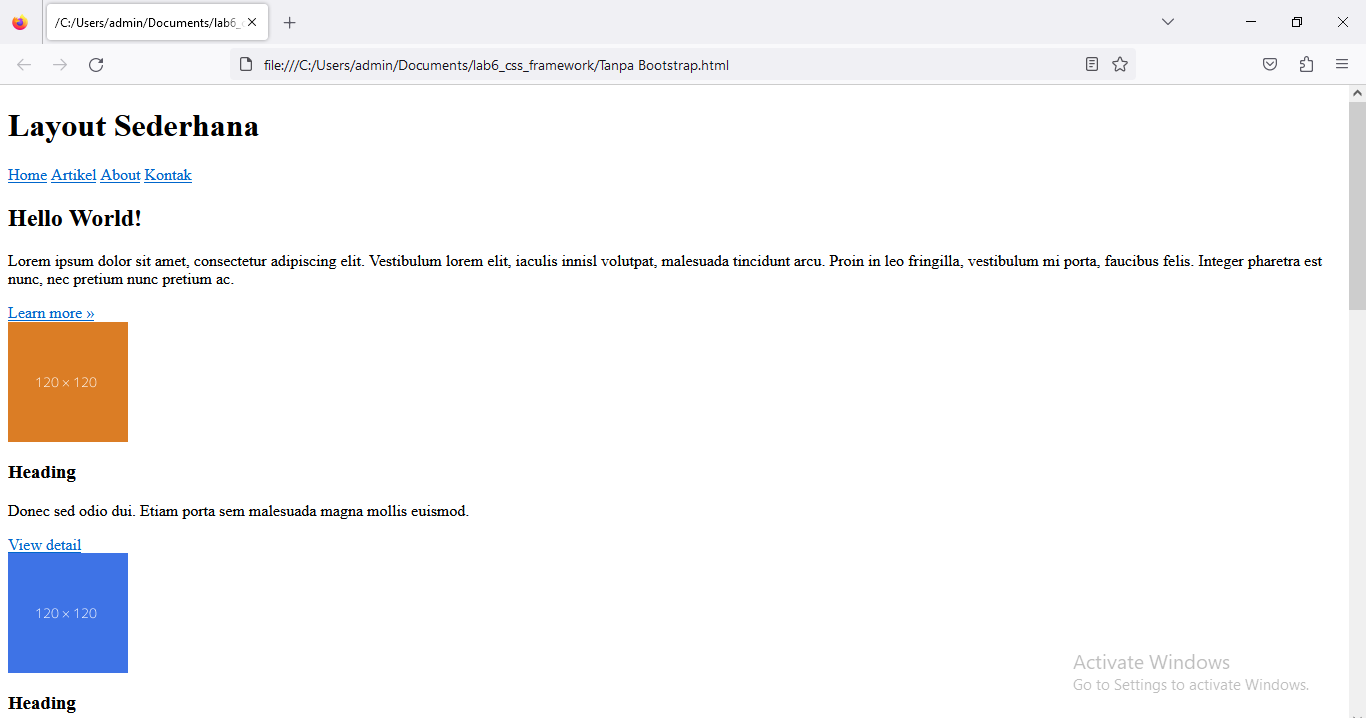 /C:/Users/admin/Documents/lab6_c
file:///C:/Users/admin/Documents/lab6_css_framework/Tanpa Bootstrap.html
Layout Sederhana
Home Artikel About Kontak
Hello World!
Lorem ipsum dolor sit amet, consectetur adipiscing elit. Vestibulum lorem elit, iaculis innisl volutpat, malesuada tincidunt arcu. Proin in leo fringilla, vestibulum mi porta, faucibus felis. Integer pharetra est
nunc, nec pretium nunc pretium ac.
Learn more »
120 × 120
Heading
Donec sed odio dui. Etiam porta sem malesuada magna mollis euismod.
View detail
120 × 120
Heading
Activate Windows
Go to Settings to activate Windows.